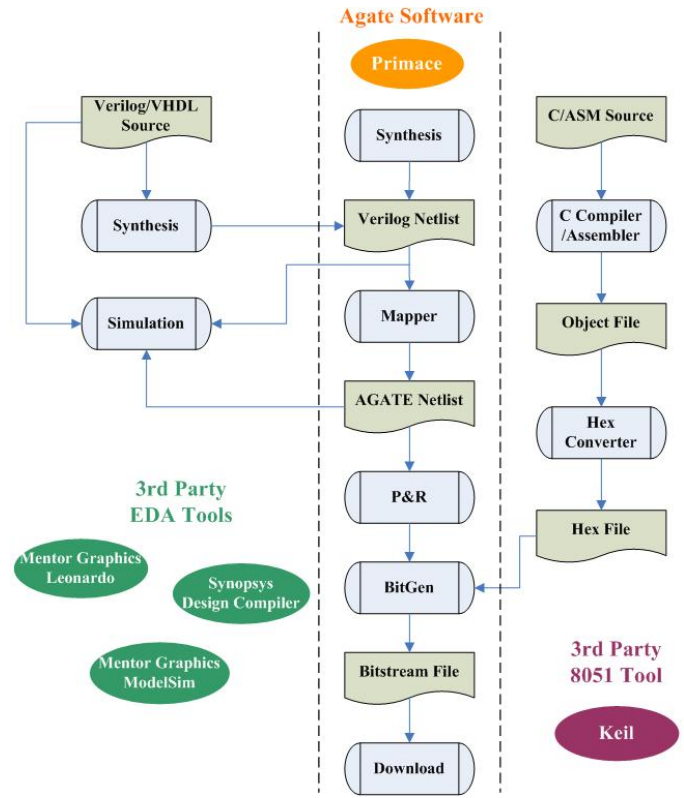 Agate Software
Primace
Verilog/VHDL
Source
Synthesis
C/ASM Source
Synthesis
Verilog Netlist
C Compiler
/Assembler
Simulation
Mapper
Object File
AGATE Netlist
Hex
Converter
3rd Party
EDA Tools
P&R
Hex File
Mentor Graphics
Leonardo
Synopsys
Design Compiler
BitGen
Mentor Graphics
ModelSim
Bitstream File
3rd Party
8051 Tool
Keil
Download